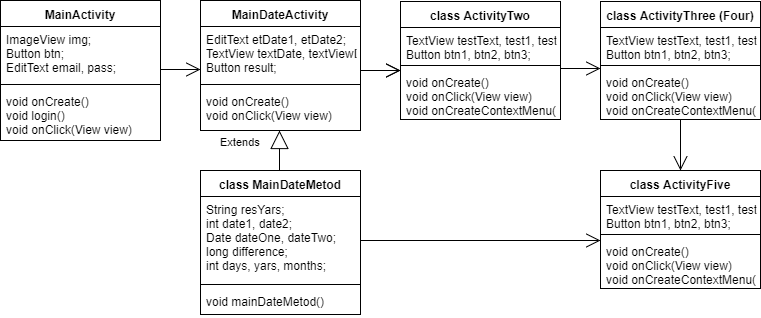 MainActivity
ImageView img;
Button btn;
EditText email, pass;
void onCreate()
void login()
void onClick(View view)
MainDateActivity
EditText etDate1, etDate2;
TextView textDate, textView
Button result;
void onCreate()
void onClick(View view)
class ActivityTwo
TextView testText, test1, test
Button btn1, btn2, btn3;
void onCreate()
void onClick(View view)
void onCreateContextMenu(
class ActivityThree (Four)
TextView testText, test1, test
Button btn1, btn2, btn3;
void onCreate()
void onClick(View view)
void onCreateContextMenu(
Extends
class MainDateMetod
String resYars;
int date1, date2;
Date dateOne, dateTwo;
long difference;
int days, yars, months;
void mainDateMetod()
class ActivityFive
TextView testText, test1, test
Button btn1, btn2, btn3;
void onCreate()
void onClick(View view)
void onCreateContextMenu(